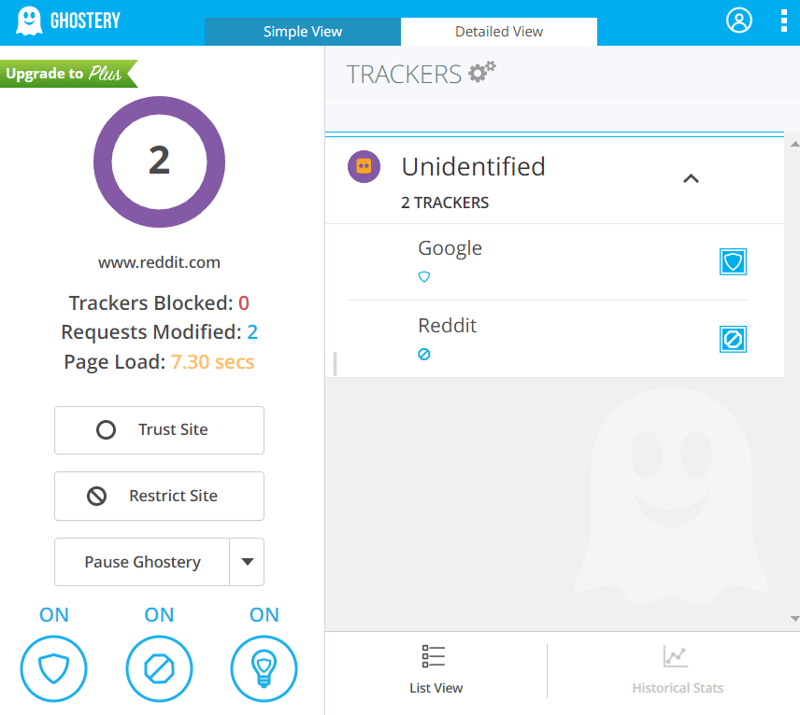 GHOSTERY
Simple View
Detailed View
Upgrade to Plus
2
www.reddit.com
Trackers Blocked: 0
Requests Modified: 2
Page Load: 7.30 secs
Trust Site
Restrict Site
Pause Ghostery
ON ON ON
TRACKERS
Unidentified
2 TRACKERS
Google
Reddit
List View
Historical Stats